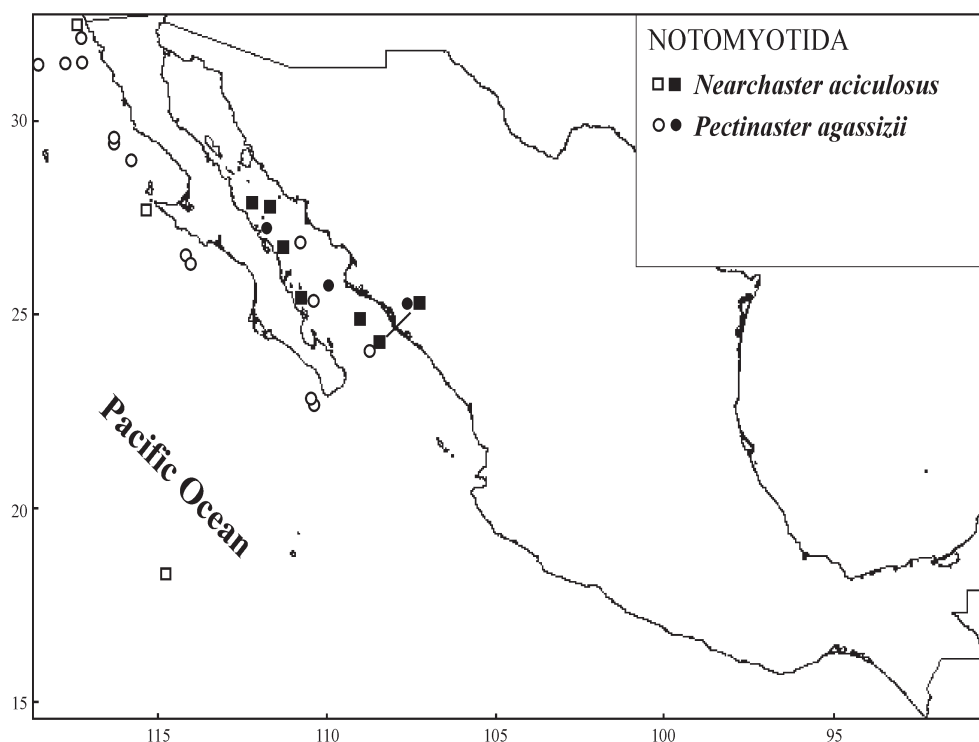 NOTOMYOTIDA
Nearchaster aciculosus
Pectinaster agassizii
30
25
20
15
Pacific Ocean
115
110
105
100
95